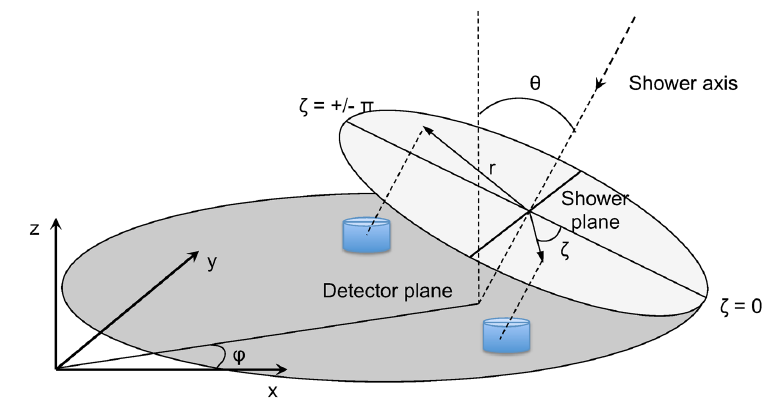 θ
Shower axis
ζ = +/- π
r
Shower
plane
ζ
z
y
Detector plane
ζ = 0
φ
x